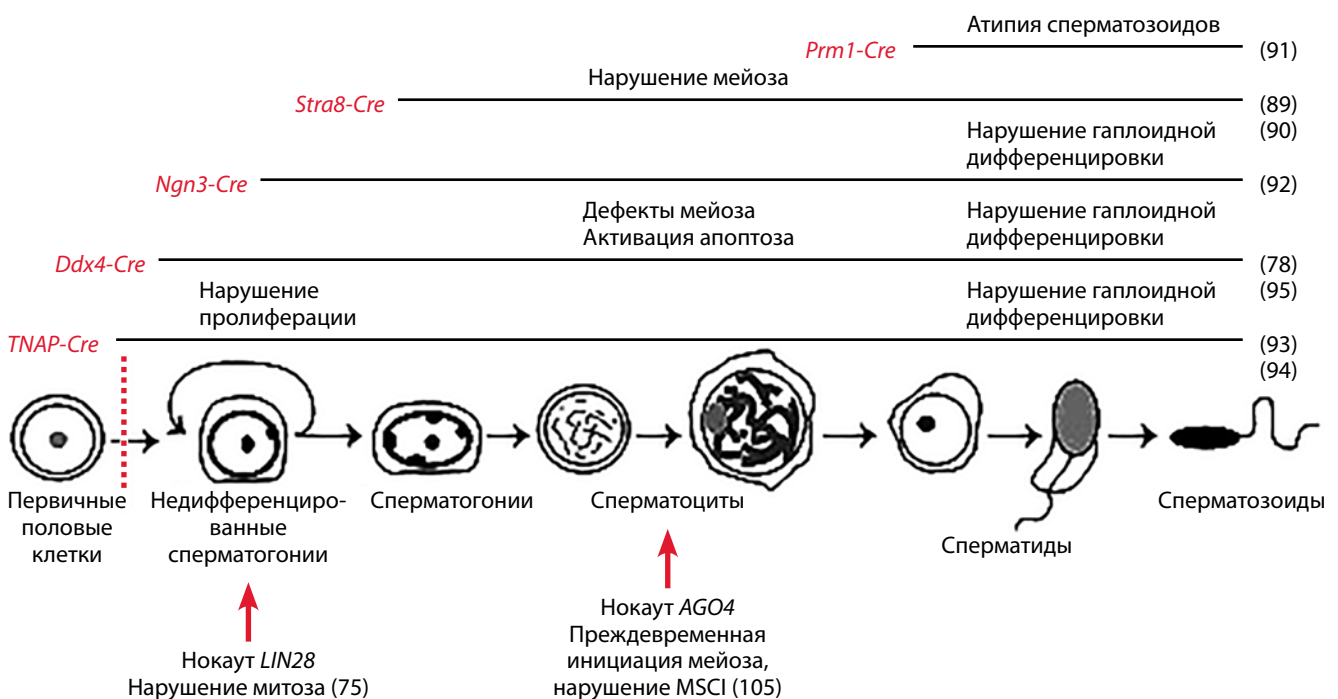 Атипия сперматозоидов
Prm1-Cre (91)
Нарушение мейоза
Stra8-Cre (89)
Нарушение гаплоидной (90)
дифференцировки
Ngn3-Cre (92)
Дефекты мейоза Нарушение гаплоидной
Активация апоптоза дифференцировки
Ddx4-Cre (78)
Нарушение Нарушение гаплоидной (95)
пролиферации дифференцировки
TNAP-Cre (93)
(94)
Первичные
половые
клетки
Недифференциро-
ванные
сперматогонии
Сперматогонии
Сперматоциты
Сперматиды
Сперматозоиды
Нокаут LIN28
Нарушение митоза (75)
Нокаут AGO4
Преждевременная
инициация мейоза,
нарушение MSCI (105)